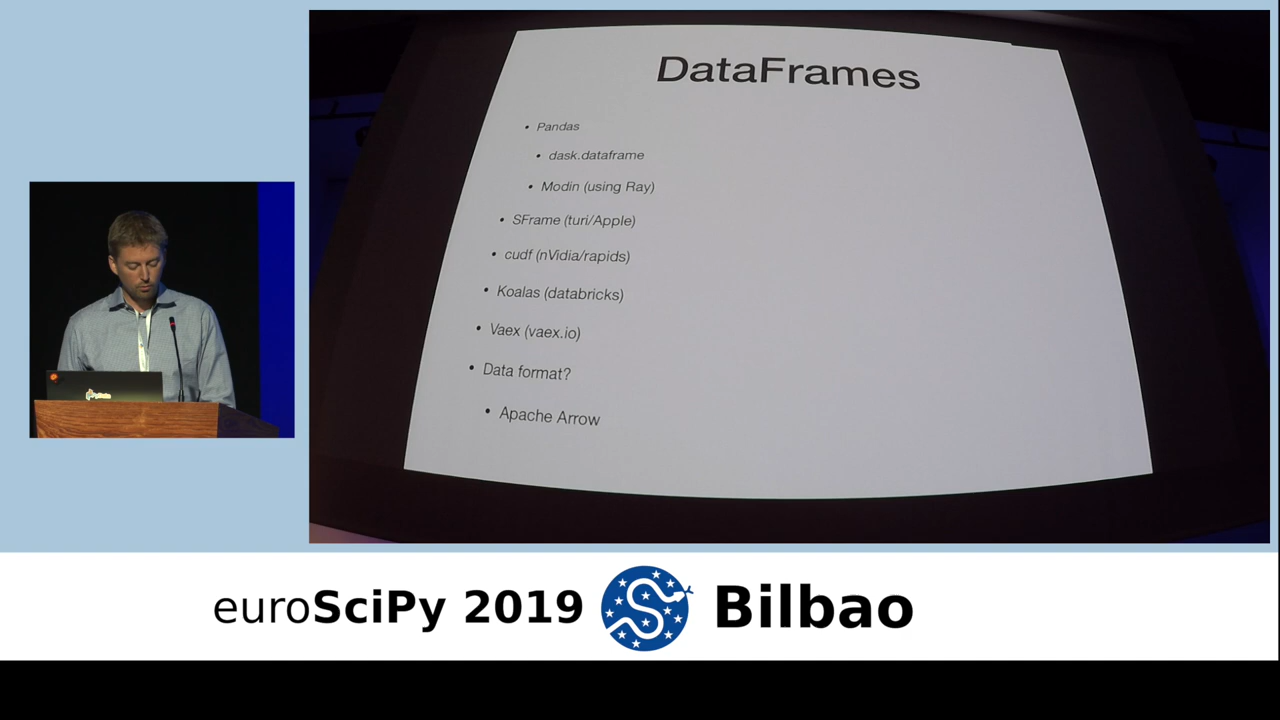 DataFrames
• Pandas
• dask.dataframe
• Modin (using Ray)
• SFrame (turi/Apple)
• cudf (nVidia/rapids)
• Koalas (databricks)
• Vaex (vaex.io)
• Data format?
• Apache Arrow
euroSciPy 2019 Bilbao